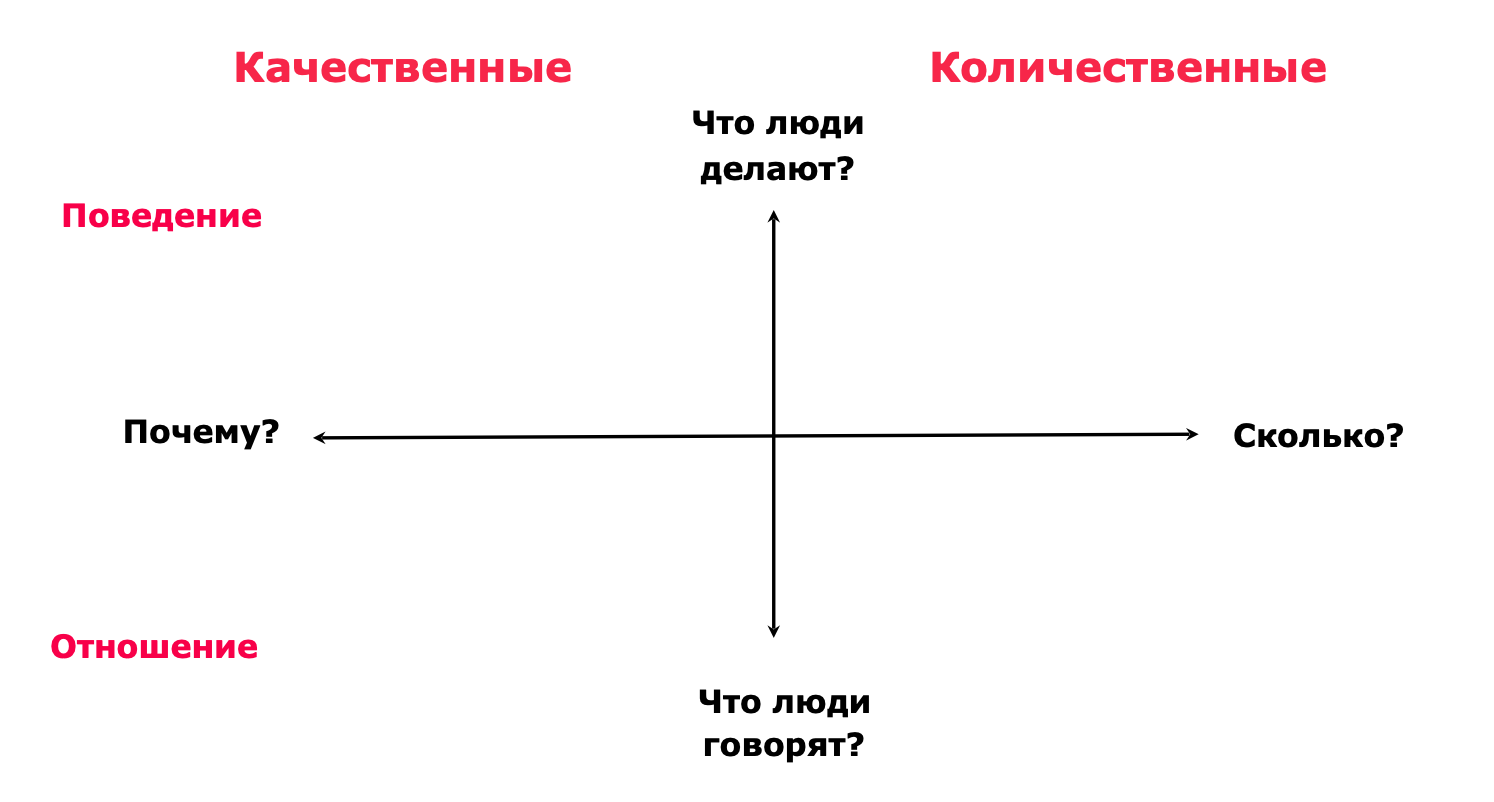 Качественные
Количественные
Что люди
делают?
Поведение
Почему?
Сколько?
Отношение
Что люди
говорят?